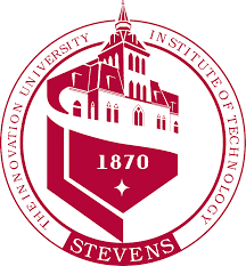 THE INNOVATION UNIVERSITY
INSTITUTE OF TECHNOLOGY
1870
STEVENS